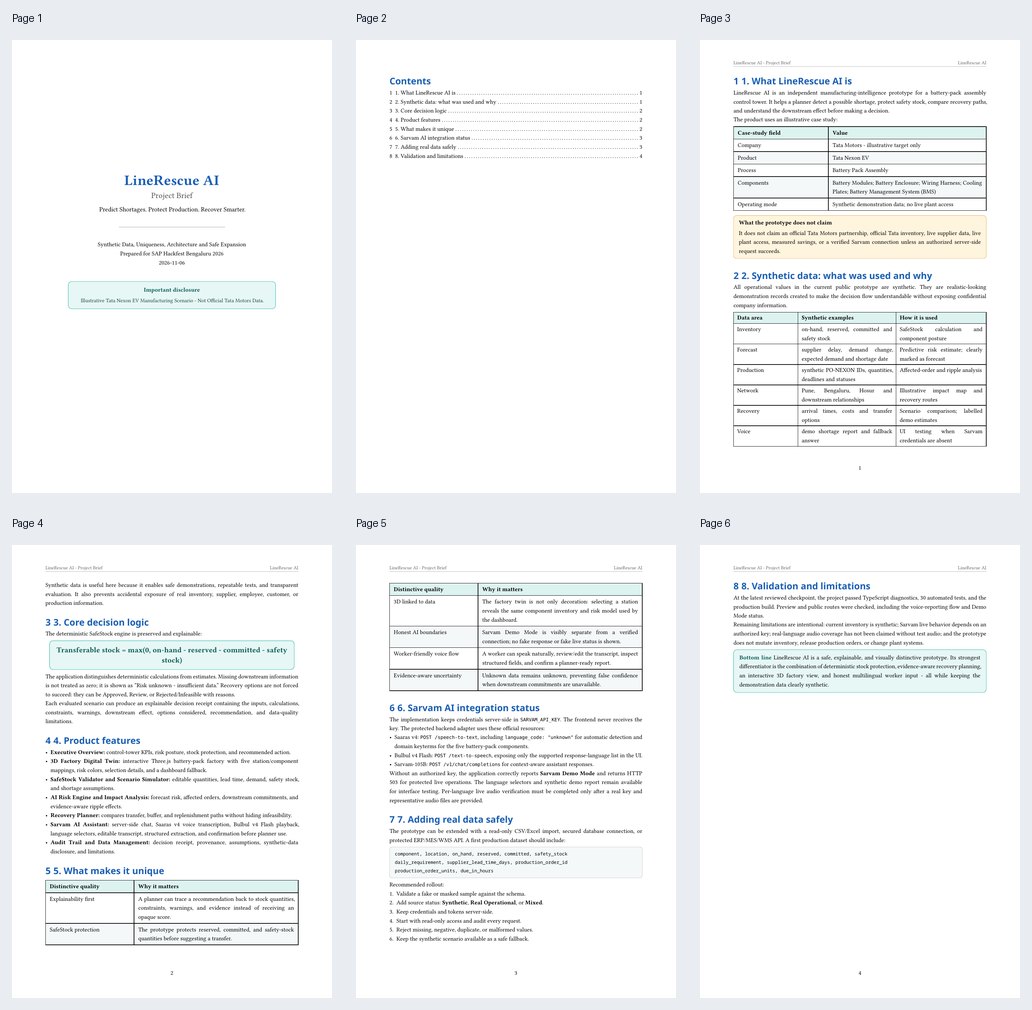 Page 1
LineRescue AI
Project Brief
Predict Shortages. Protect Production. Recover Smarter.
Synthetic Data, Uniqueness, Architecture and Safe Expansion
Prepared for SAP Hackfest Bengaluru 2026
2026-11-06
Important disclosure
Illustrative Tata Nexon EV Manufacturing Scenario - Not Official Tata Motors Data.
Page 2
Contents
1 1. What LineRescue AI is 1
2 2. Synthetic data: what was used and why 1
3 3. Core decision logic 2
4 4. Product features 2
5 5. What makes it unique 2
6 6. Sarvam AI integration status 3
7 7. Adding real data safely 3
8 8. Validation and limitations 4
Page 3
LineRescue AI - Project Brief LineRescue AI
1 1. What LineRescue AI is
LineRescue AI is an independent manufacturing-intelligence prototype for a battery-pack assembly
control tower. It helps a planner detect a possible shortage, protect safety stock, compare recovery paths,
and understand the downstream effect before making a decision.
The product uses an illustrative case study:
Case-study field Value
Company Tata Motors - illustrative target only
Product Tata Nexon EV
Process Battery Pack Assembly
Components Battery Modules; Battery Enclosure; Wiring Harness; Cooling
Plates; Battery Management System (BMS)
Operating mode Synthetic demonstration data; no live plant access
What the prototype does not claim
It does not claim an official Tata Motors partnership, official Tata inventory, live supplier data, live
plant access, measured savings, or a verified Sarvam connection unless an authorized server-side
request succeeds.
2 2. Synthetic data: what was used and why
All operational values in the current public prototype are synthetic. They are realistic-looking
demonstration records created to make the decision flow understandable without exposing confidential
company information.
Data area Synthetic examples How it is used
Inventory on-hand, reserved, committed and SafeStock calculation and
safety stock component posture
Forecast supplier delay, demand change, Predictive risk estimate; clearly
expected demand and shortage date marked as forecast
Production synthetic PO-NEXON IDs, quantities, Affected-order and ripple analysis
deadlines and statuses
Network Pune, Bengaluru, Hosur and Illustrative impact map and
downstream relationships recovery routes
Recovery arrival times, costs and transfer Scenario comparison; labelled
options demo estimates
Voice demo shortage report and fallback UI testing when Sarvam
answer credentials are absent
1
Page 4
LineRescue AI - Project Brief LineRescue AI
Synthetic data is useful here because it enables safe demonstrations, repeatable tests, and transparent
evaluation. It also prevents accidental exposure of real inventory, supplier, employee, customer, or
production information.
3 3. Core decision logic
The deterministic SafeStock engine is preserved and explainable:
Transferable stock = max(0, on-hand - reserved - committed - safety
stock)
The application distinguishes deterministic calculations from estimates. Missing downstream information
is not treated as zero; it is shown as "Risk unknown - insufficient data." Recovery options are not forced
to succeed: they can be Approved, Review, or Rejected/Infeasible with reasons.
Each evaluated scenario can produce an explainable decision receipt containing the inputs, calculations,
constraints, warnings, downstream effect, options considered, recommendation, and data-quality
limitations.
4 4. Product features
• Executive Overview: control-tower KPIs, risk posture, stock protection, and recommended action.
• 3D Factory Digital Twin: interactive Three.js battery-pack factory with five station/component
mappings, risk colors, selection details, and a dashboard fallback.
• SafeStock Validator and Scenario Simulator: editable quantities, lead time, demand, safety stock,
and shortage assumptions.
• AI Risk Engine and Impact Analysis: forecast risk, affected orders, downstream commitments, and
evidence-aware ripple effects.
• Recovery Planner: compare transfer, buffer, and replenishment paths without hiding infeasibility.
• Sarvam AI Assistant: server-side chat, Saaras v4 voice transcription, Bulbul v4 Flash playback,
language selectors, editable transcript, structured extraction, and confirmation before planner use.
• Audit Trail and Data Management: decision receipt, provenance, assumptions, synthetic-data
disclosure, and limitations.
5 5. What makes it unique
Distinctive quality Why it matters
Explainability first A planner can trace a recommendation back to stock quantities,
constraints, warnings, and evidence instead of receiving an
opaque score.
SafeStock protection The prototype protects reserved, committed, and safety-stock
quantities before suggesting a transfer.
2
Page 5
LineRescue AI - Project Brief LineRescue AI
Distinctive quality Why it matters
3D linked to data The factory twin is not only decoration: selecting a station
reveals the same component inventory and risk model used by
the dashboard.
Honest AI boundaries Sarvam Demo Mode is visibly separate from a verified
connection; no fake response or fake live status is shown.
Worker-friendly voice flow A worker can speak naturally, review/edit the transcript, inspect
structured fields, and confirm a planner-ready report.
Evidence-aware uncertainty Unknown data remains unknown, preventing false confidence
when downstream commitments are unavailable.
6 6. Sarvam AI integration status
The implementation keeps credentials server-side in SARVAM_API_KEY. The frontend never receives the
key. The protected backend adapter uses these official resources:
• Saaras v4: POST /speech-to-text, including language_code: "unknown" for automatic detection and
domain keyterms for the five battery-pack components.
• Bulbul v4 Flash: POST /text-to-speech, exposing only the supported response-language list in the UI.
• Sarvam-105B: POST /v1/chat/completions for context-aware assistant responses.
Without an authorized key, the application correctly reports Sarvam Demo Mode and returns HTTP
503 for protected live operations. The language selectors and synthetic demo report remain available
for interface testing. Per-language live audio verification must be completed only after a real key and
representative audio files are provided.
7 7. Adding real data safely
The prototype can be extended with a read-only CSV/Excel import, secured database connection, or
protected ERP/MES/WMS API. A first production dataset should include:
component, location, on_hand, reserved, committed, safety_stock
daily_requirement, supplier_lead_time_days, production_order_id
production_order_units, due_in_hours
Recommended rollout:
1. Validate a fake or masked sample against the schema.
2. Add source status: Synthetic, Real Operational, or Mixed.
3. Keep credentials and tokens server-side.
4. Start with read-only access and audit every request.
5. Reject missing, negative, duplicate, or malformed values.
6. Keep the synthetic scenario available as a safe fallback.
3
Page 6
LineRescue AI - Project Brief LineRescue AI
8 8. Validation and limitations
At the latest reviewed checkpoint, the project passed TypeScript diagnostics, 30 automated tests, and the
production build. Preview and public routes were checked, including the voice-reporting flow and Demo
Mode status.
Remaining limitations are intentional: current inventory is synthetic; Sarvam live behavior depends on an
authorized key; real-language audio coverage has not been claimed without test audio; and the prototype
does not mutate inventory, release production orders, or change plant systems.
Bottom line LineRescue AI is a safe, explainable, and visually distinctive prototype. Its strongest
differentiator is the combination of deterministic stock protection, evidence-aware recovery planning,
an interactive 3D factory view, and honest multilingual worker input - all while keeping the
demonstration data clearly synthetic.
4